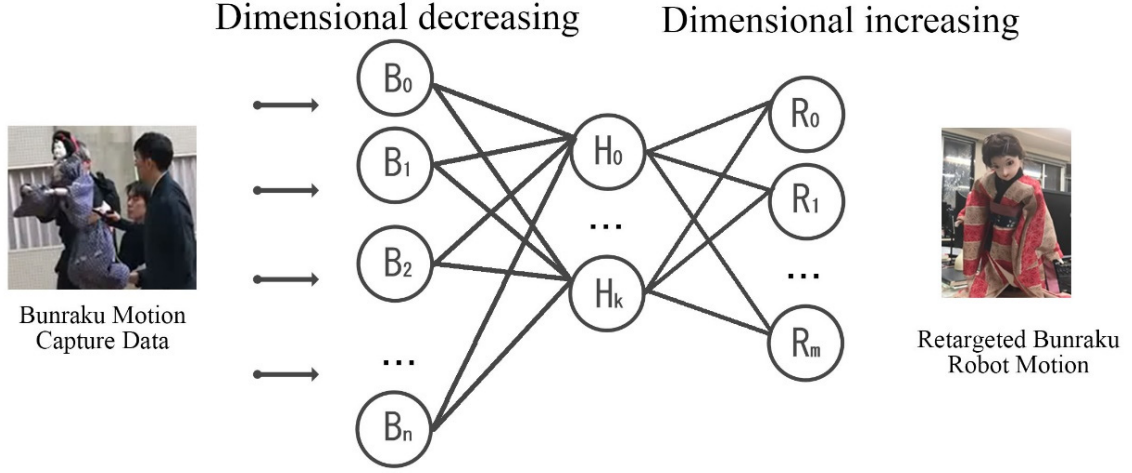 Dimensional decreasing
Dimensional increasing
B₀
B₁
B₂
...
Bₙ
H₀
...
Hₖ
R₀
R₁
...
Rₘ
Bunraku Motion
Capture Data
Retargeted Bunraku
Robot Motion